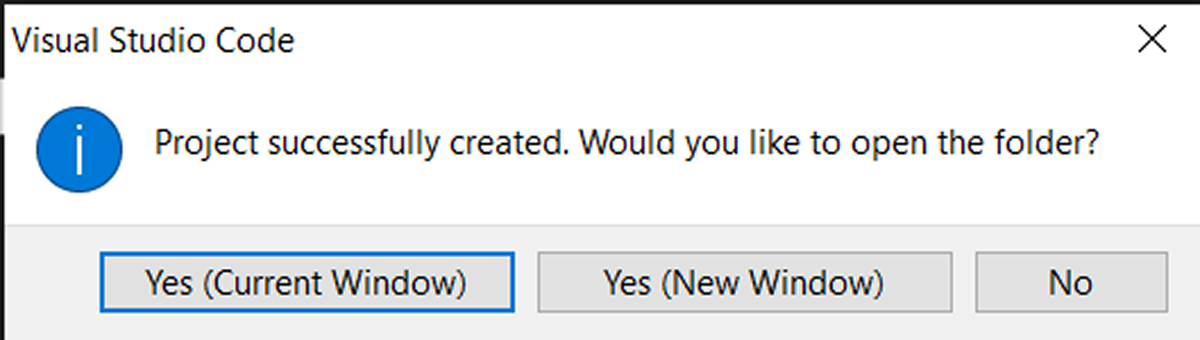 Visual Studio Code
Project successfully created. Would you like to open the folder?
Yes (Current Window)
Yes (New Window)
No